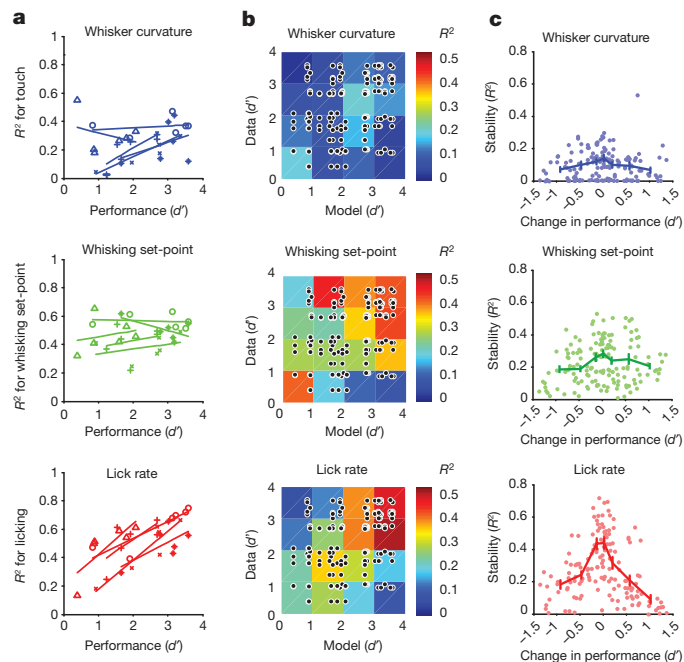 a
b
c
Whisker curvature
R² for touch
1
0.8
0.6
0.4
0.2
0
0 1 2 3 4
Performance (d′)
Whisker curvature
R²
Data (d′)
4
3
2
1
0
0 1 2 3 4
Model (d′)
0.5
0.4
0.3
0.2
0.1
0
Whisker curvature
Stability (R²)
0.8
0.6
0.4
0.2
0
−1.5 −1 −0.5 0 0.5 1 1.5
Change in performance (d′)
Whisking set-point
R² for whisking set-point
1
0.8
0.6
0.4
0.2
0
0 1 2 3 4
Performance (d′)
Whisking set-point
R²
Data (d′)
4
3
2
1
0
0 1 2 3 4
Model (d′)
0.5
0.4
0.3
0.2
0.1
0
Whisking set-point
Stability (R²)
0.8
0.6
0.4
0.2
0
−1.5 −1 −0.5 0 0.5 1 1.5
Change in performance (d′)
Lick rate
R² for licking
1
0.8
0.6
0.4
0.2
0
0 1 2 3 4
Performance (d′)
Lick rate
R²
Data (d′)
4
3
2
1
0
0 1 2 3 4
Model (d′)
0.5
0.4
0.3
0.2
0.1
0
Lick rate
Stability (R²)
0.8
0.6
0.4
0.2
0
−1.5 −1 −0.5 0 0.5 1 1.5
Change in performance (d′)